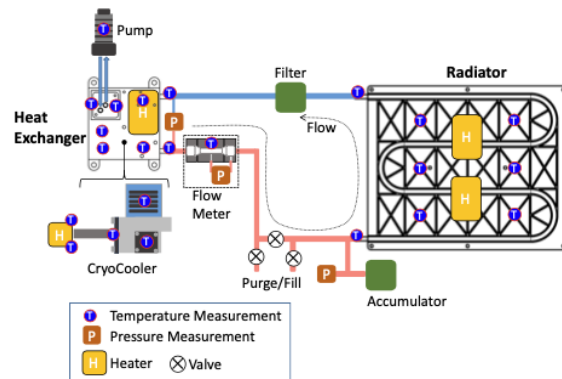 Pump
T
Filter
Radiator
T
T
T
T
T
H
T
T
Heat
Exchanger
P
Flow
H
T
T
T
T
T
T
T
P
Flow
Meter
H
T
T
T
T
H
T
T
T
T
CryoCooler
Purge/Fill
P
Accumulator
T Temperature Measurement
P Pressure Measurement
H Heater Valve